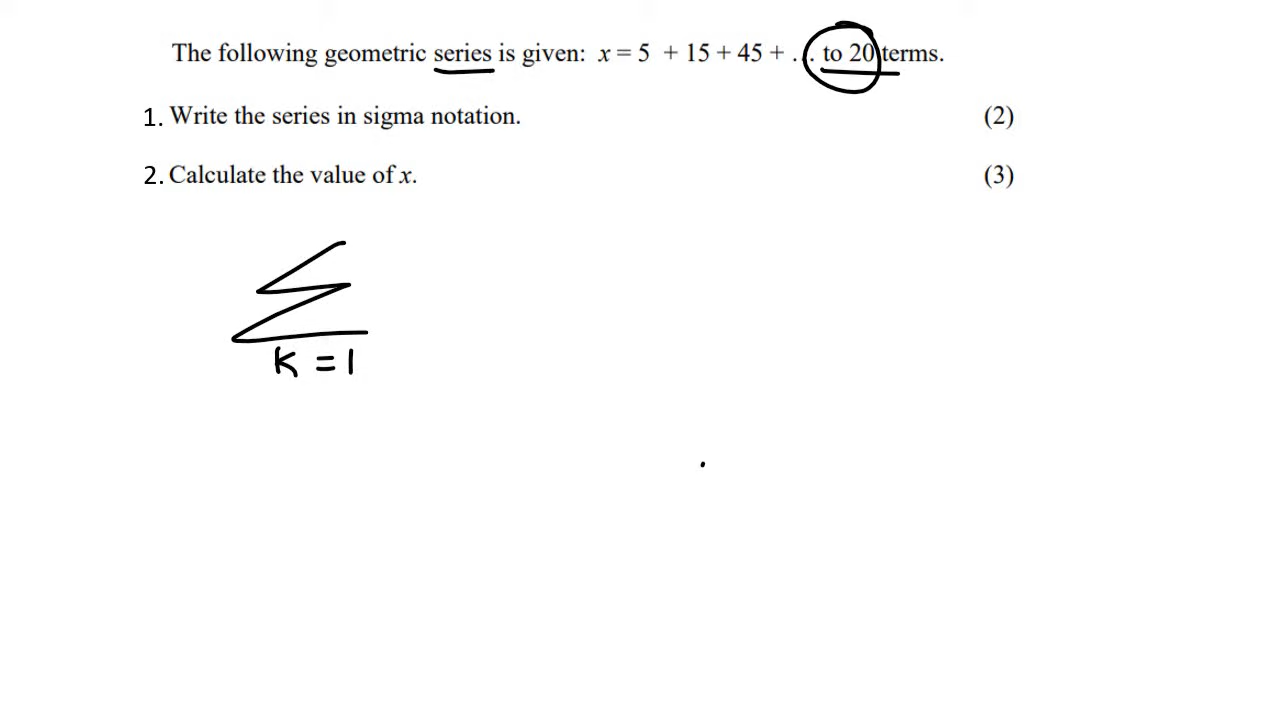 The following geometric series is given: x = 5 + 15 + 45 + ... to 20 terms.
1. Write the series in sigma notation. (2)
2. Calculate the value of x. (3)
Σ
K = 1